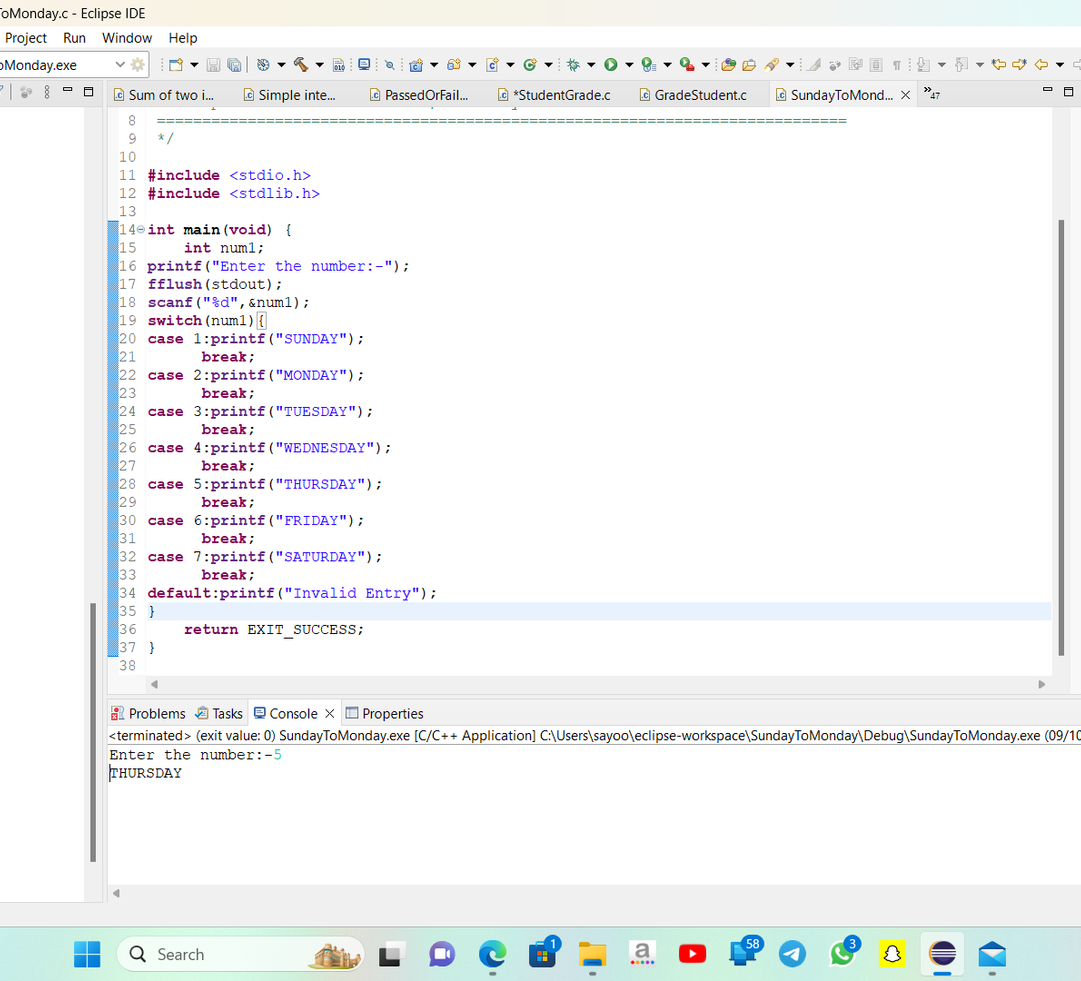 oMonday.c - Eclipse IDE
Project Run Window Help
oMonday.exe
Sum of two i...
Simple inte...
PassedOrFail...
*StudentGrade.c
GradeStudent.c
SundayToMond...
»47
8 ============================================================================
9 */
10
11 #include <stdio.h>
12 #include <stdlib.h>
13
14 int main(void) {
15 int num1;
16 printf("Enter the number:-");
17 fflush(stdout);
18 scanf("%d",&num1);
19 switch(num1){
20 case 1:printf("SUNDAY");
21 break;
22 case 2:printf("MONDAY");
23 break;
24 case 3:printf("TUESDAY");
25 break;
26 case 4:printf("WEDNESDAY");
27 break;
28 case 5:printf("THURSDAY");
29 break;
30 case 6:printf("FRIDAY");
31 break;
32 case 7:printf("SATURDAY");
33 break;
34 default:printf("Invalid Entry");
35 }
36 return EXIT_SUCCESS;
37 }
38
Problems Tasks Console Properties
<terminated> (exit value: 0) SundayToMonday.exe [C/C++ Application] C:\Users\sayoo\eclipse-workspace\SundayToMonday\Debug\SundayToMonday.exe (09/10
Enter the number:-5
THURSDAY
Search
1
a
58
3